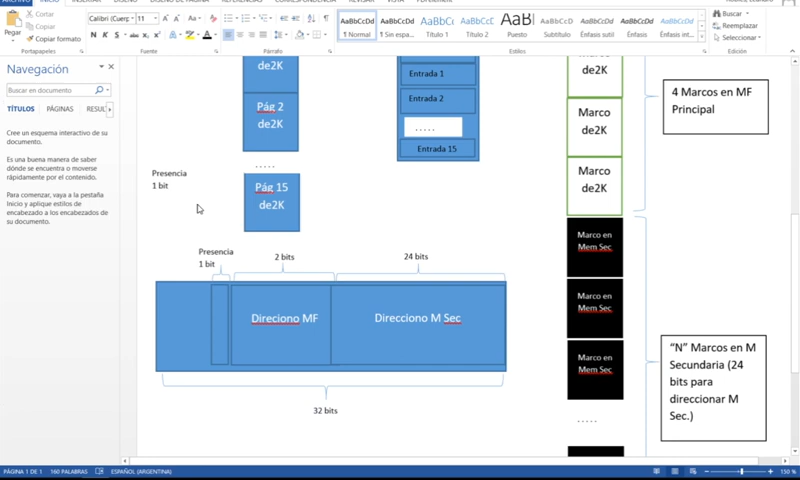 ARCHIVO
INICIO
INSERTAR
DISEÑO
DISEÑO DE PÁGINA
REFERENCIAS
CORRESPONDENCIA
REVISAR
VISTA
PDFelement
Pegar
Cortar
Copiar
Copiar formato
Portapapeles
Calibri (Cuerp
11
N K S abc
Fuente
Párrafo
AaBbCcDd
1 Normal
AaBbCcDd
1 Sin espa...
AaBbC
Título 1
AaBbCcD
Título 2
AaB
Puesto
AaBbCcD
Subtítulo
AaBbCcDd
Énfasis sutil
AaBbCcDd
Énfasis
AaBbCcDd
Énfasis int...
Estilos
Buscar
Reemplazar
Seleccionar
Edición
Navegación
Buscar en documento
TÍTULOS
PÁGINAS
RESUL
Cree un esquema interactivo de su
documento.
Es una buena manera de saber
dónde se encuentra o moverse
rápidamente por el contenido.
Para comenzar, vaya a la pestaña
Inicio y aplique estilos de
encabezado a los encabezados de
su documento.
de2K
Pág 2
de2K
.....
Pág 15
de2K
Presencia
1 bit
Entrada 1
Entrada 2
.....
Entrada 15
de2K
Marco
de2K
Marco
de2K
4 Marcos en MF
Principal
Marco en
Mem Sec
Marco en
Mem Sec
Marco en
Mem Sec
.....
"N" Marcos en M
Secundaria (24
bits para
direccionar M
Sec.)
Presencia
1 bit
2 bits
24 bits
Direciono MF
Direcciono M Sec
32 bits
PÁGINA 1 DE 1
160 PALABRAS
ESPAÑOL (ARGENTINA)
150 %